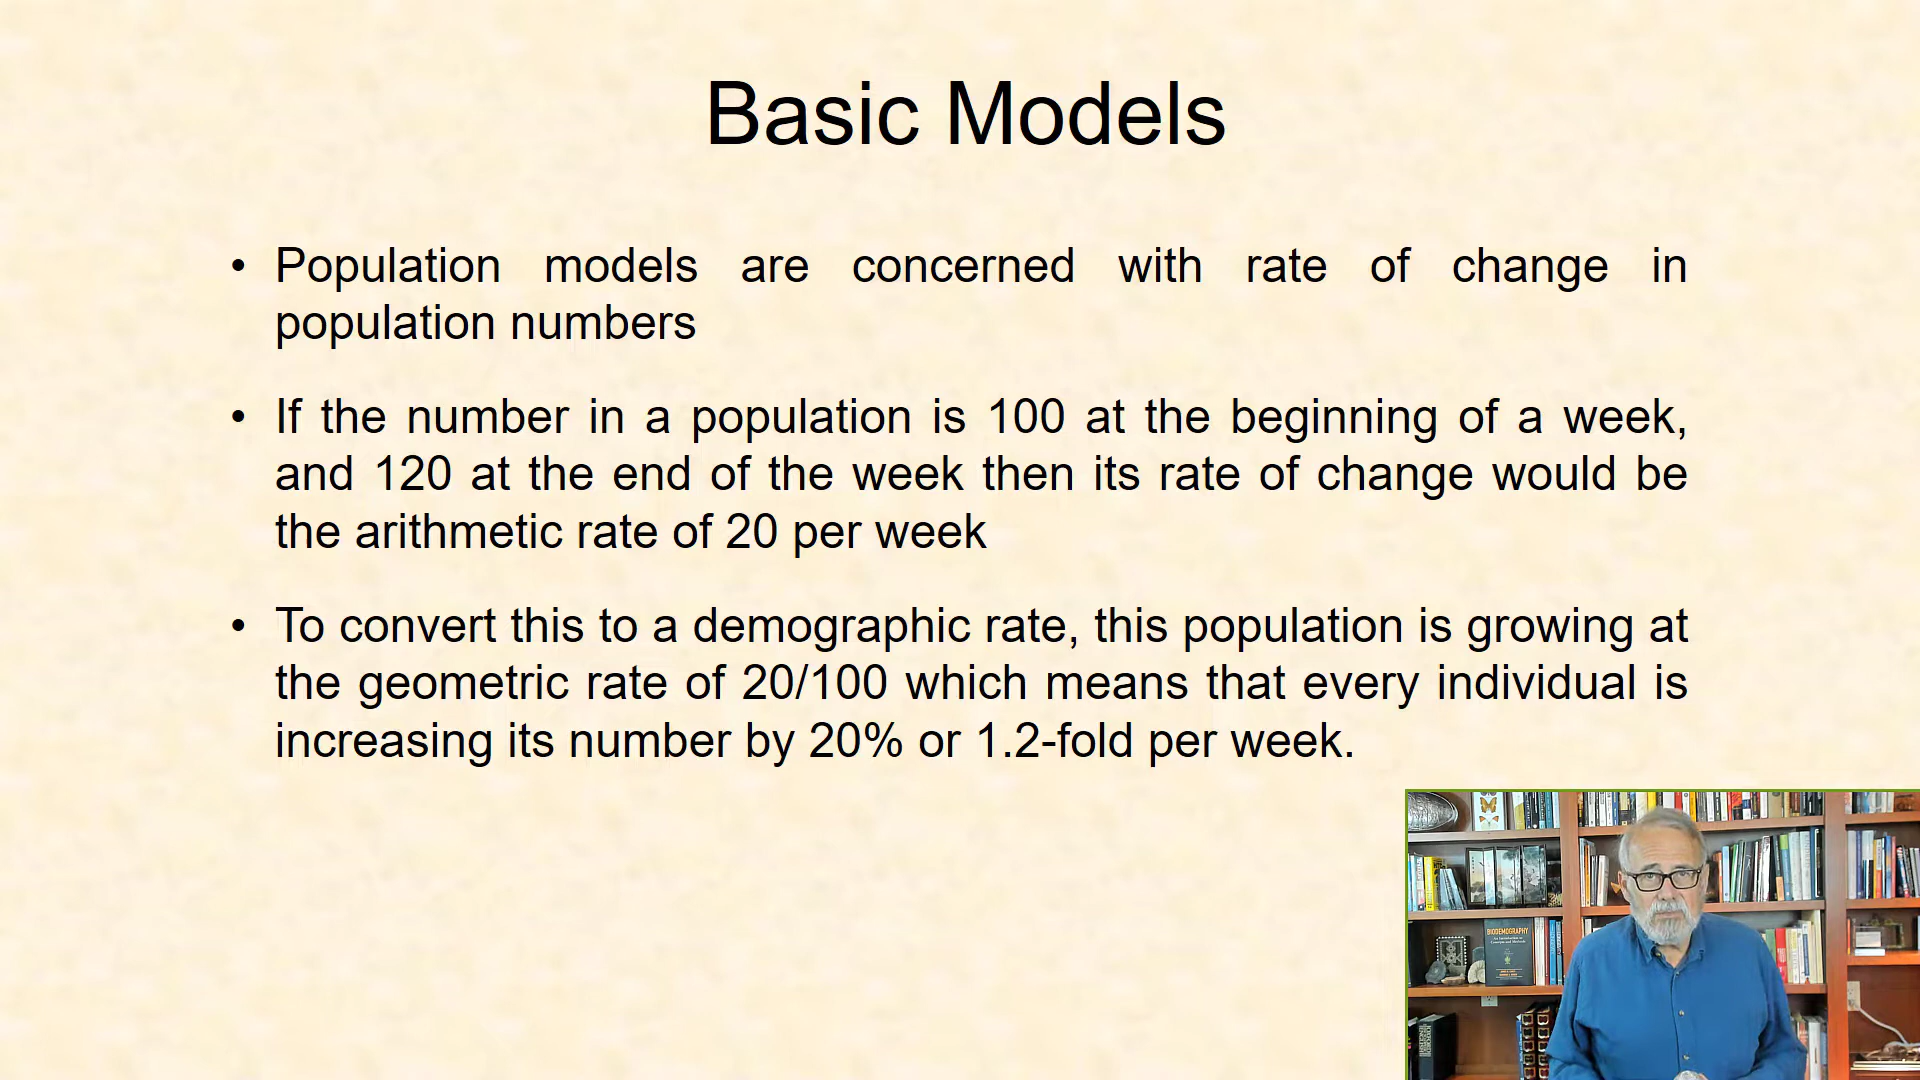 Basic Models
• Population models are concerned with rate of change in
population numbers
• If the number in a population is 100 at the beginning of a week,
and 120 at the end of the week then its rate of change would be
the arithmetic rate of 20 per week
• To convert this to a demographic rate, this population is growing at
the geometric rate of 20/100 which means that every individual is
increasing its number by 20% or 1.2-fold per week.
BIODEMOGRAPHY